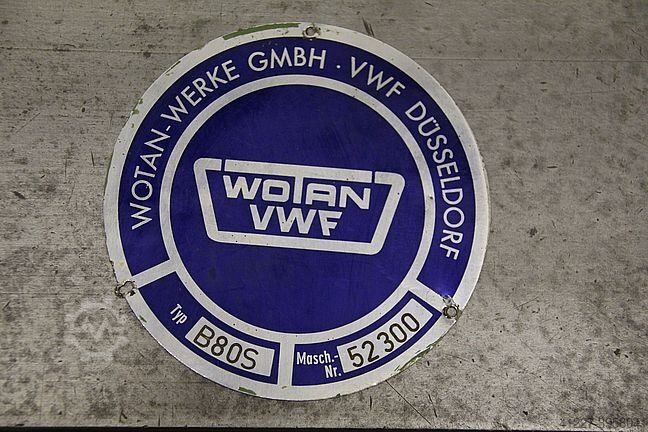 WOTAN-WERKE GMBH · VWF DÜSSELDORF
WOTAN
VWF
Typ B80S
Masch.-
Nr. 52300